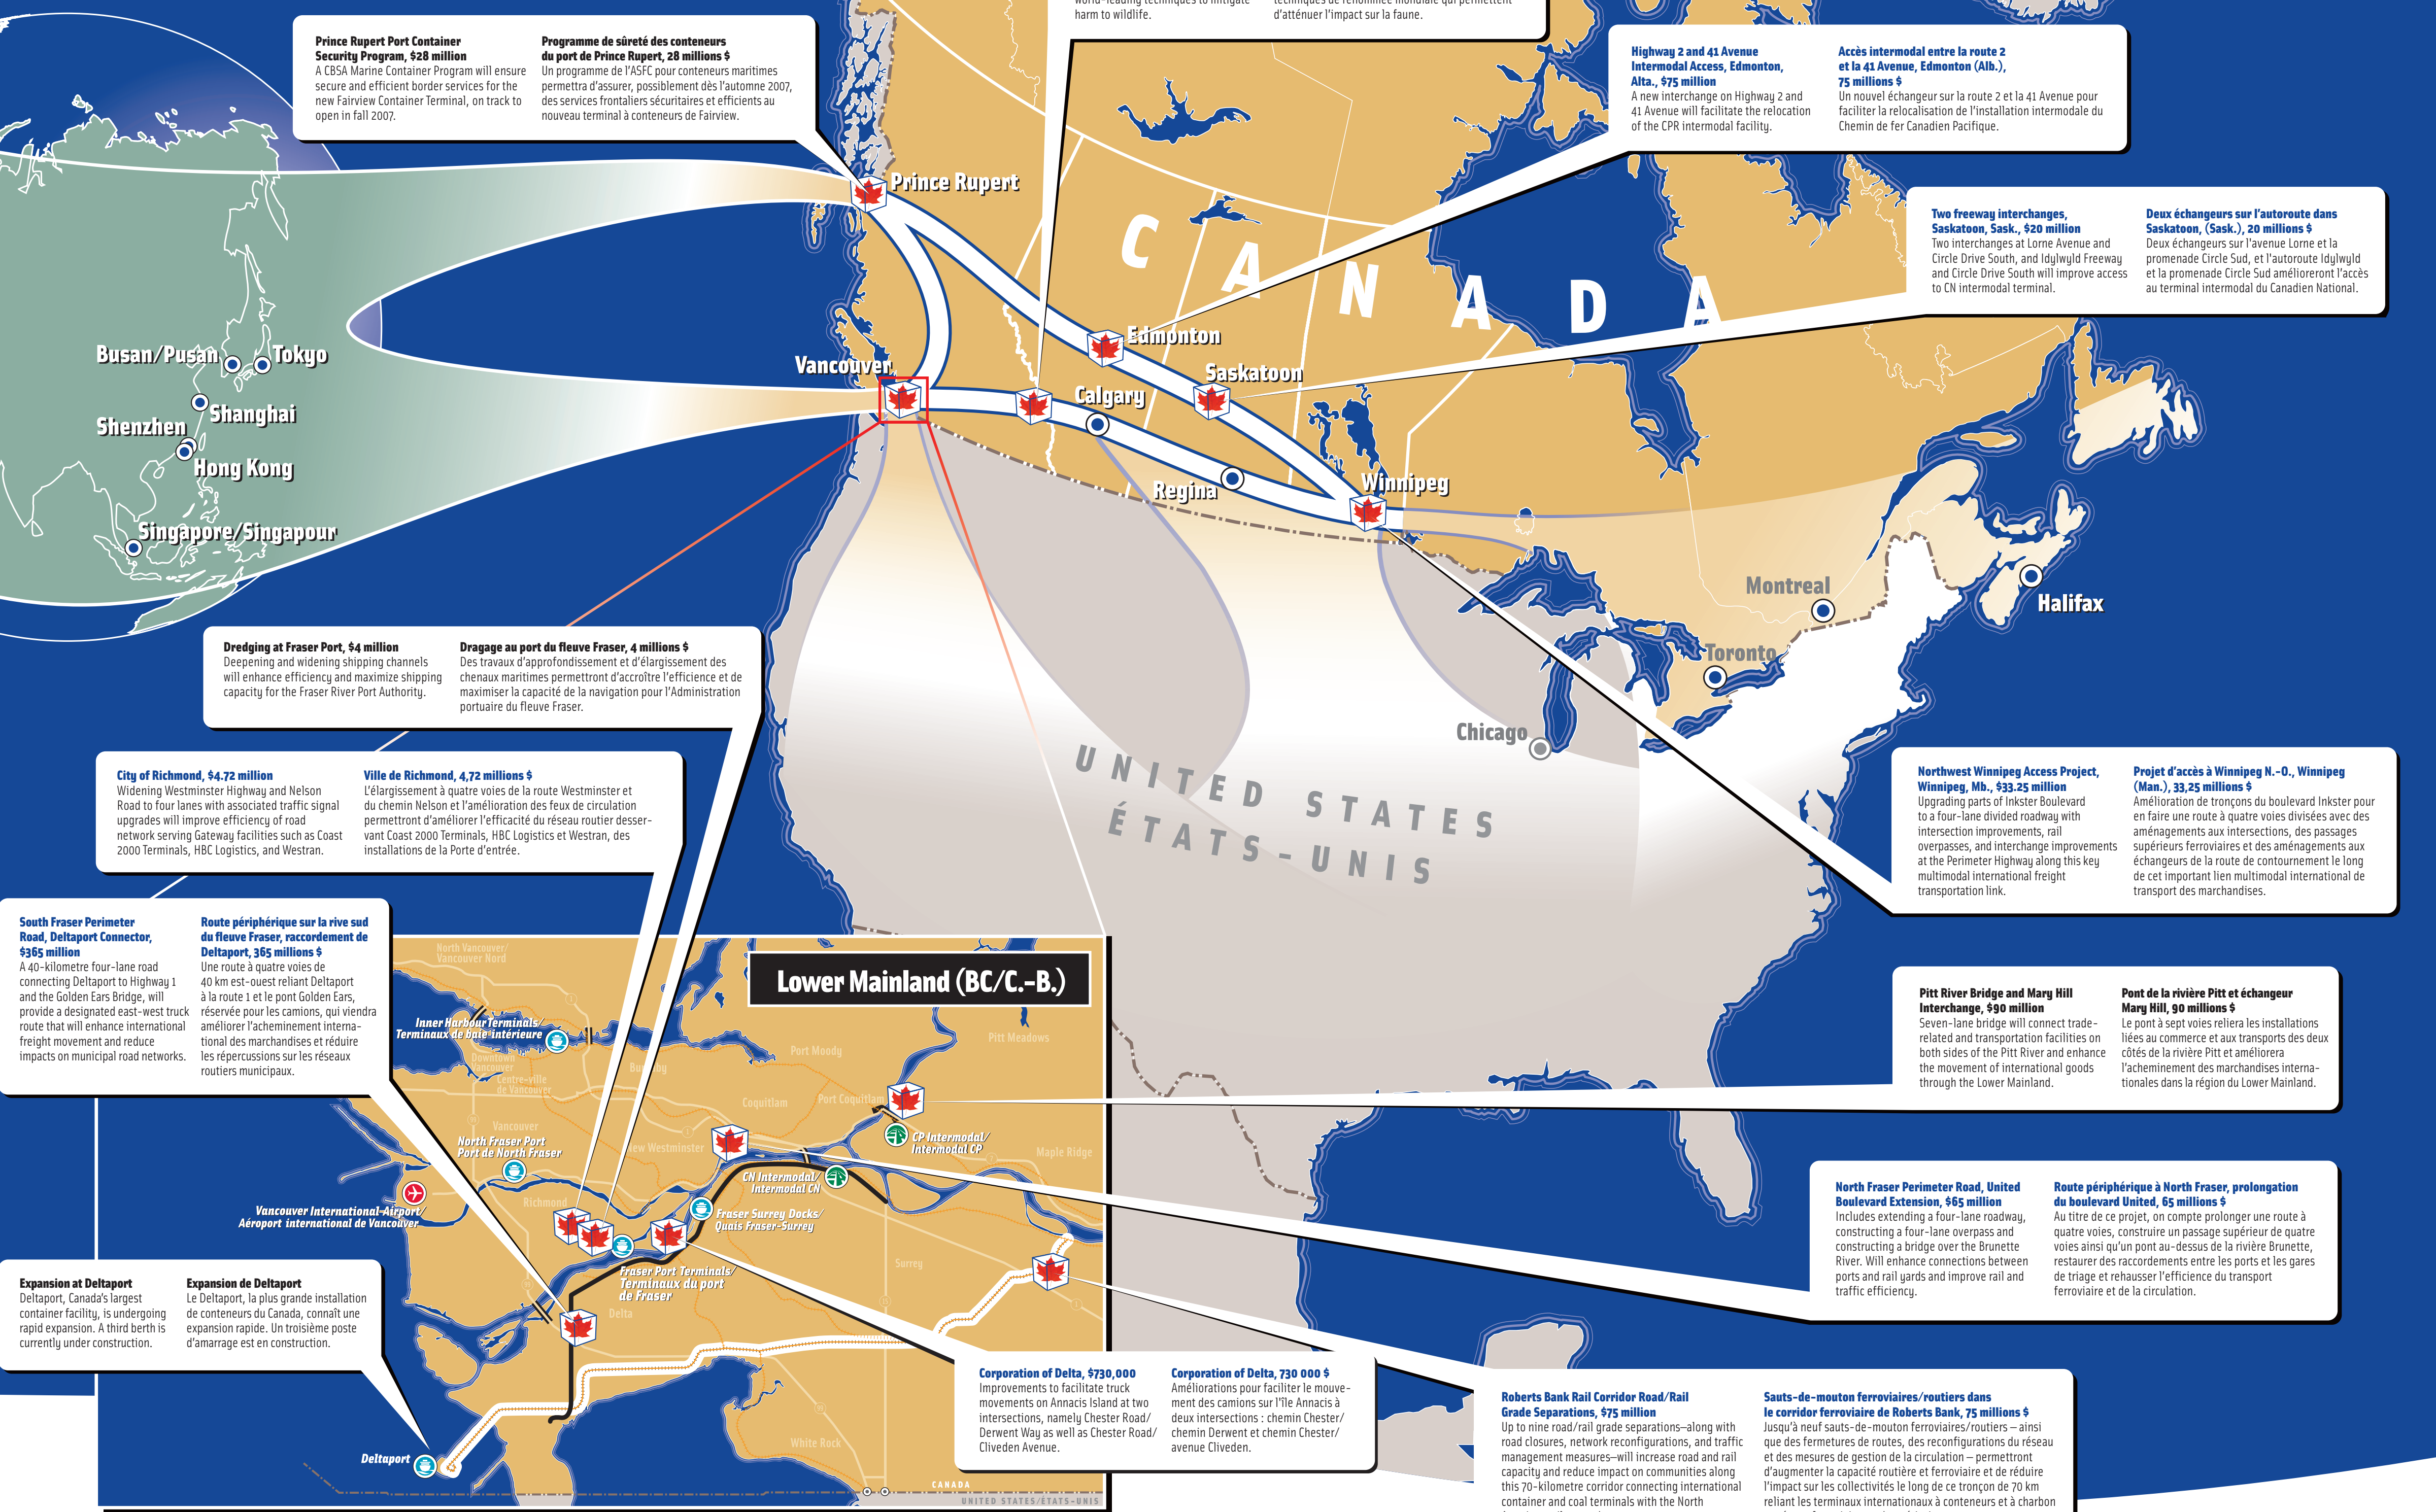 world-leading techniques to mitigate
harm to wildlife.
techniques de renommée mondiale qui permettent
d'atténuer l'impact sur la faune.
Prince Rupert Port Container
Security Program, $28 million
A CBSA Marine Container Program will ensure
secure and efficient border services for the
new Fairview Container Terminal, on track to
open in fall 2007.
Programme de sûreté des conteneurs
du port de Prince Rupert, 28 millions $
Un programme de l'ASFC pour conteneurs maritimes
permettra d'assurer, possiblement dès l'automne 2007,
des services frontaliers sécuritaires et efficients au
nouveau terminal à conteneurs de Fairview.
Highway 2 and 41 Avenue
Intermodal Access, Edmonton,
Alta., $75 million
A new interchange on Highway 2 and
41 Avenue will facilitate the relocation
of the CPR intermodal facility.
Accès intermodal entre la route 2
et la 41 Avenue, Edmonton (Alb.),
75 millions $
Un nouvel échangeur sur la route 2 et la 41 Avenue pour
faciliter la relocalisation de l'installation intermodale du
Chemin de fer Canadien Pacifique.
Two freeway interchanges,
Saskatoon, Sask., $20 million
Two interchanges at Lorne Avenue and
Circle Drive South, and Idylwyld Freeway
and Circle Drive South will improve access
to CN intermodal terminal.
Deux échangeurs sur l'autoroute dans
Saskatoon, (Sask.), 20 millions $
Deux échangeurs sur l'avenue Lorne et la
promenade Circle Sud, et l'autoroute Idylwyld
et la promenade Circle Sud amélioreront l'accès
au terminal intermodal du Canadien National.
Prince Rupert
CANADA
Edmonton
Saskatoon
Vancouver
Calgary
Regina
Winnipeg
Busan/Pusan
Tokyo
Shanghai
Shenzhen
Hong Kong
Singapore/Singapour
Montreal
Halifax
Toronto
Chicago
UNITED STATES
ÉTATS-UNIS
Dredging at Fraser Port, $4 million
Deepening and widening shipping channels
will enhance efficiency and maximize shipping
capacity for the Fraser River Port Authority.
Dragage au port du fleuve Fraser, 4 millions $
Des travaux d'approfondissement et d'élargissement des
chenaux maritimes permettront d'accroître l'efficience et de
maximiser la capacité de la navigation pour l'Administration
portuaire du fleuve Fraser.
City of Richmond, $4.72 million
Widening Westminster Highway and Nelson
Road to four lanes with associated traffic signal
upgrades will improve efficiency of road
network serving Gateway facilities such as Coast
2000 Terminals, HBC Logistics, and Westran.
Ville de Richmond, 4,72 millions $
L'élargissement à quatre voies de la route Westminster et
du chemin Nelson et l'amélioration des feux de circulation
permettront d'améliorer l'efficacité du réseau routier desser-
vant Coast 2000 Terminals, HBC Logistics et Westran, des
installations de la Porte d'entrée.
Northwest Winnipeg Access Project,
Winnipeg, Mb., $33.25 million
Upgrading parts of Inkster Boulevard
to a four-lane divided roadway with
intersection improvements, rail
overpasses, and interchange improvements
at the Perimeter Highway along this key
multimodal international freight
transportation link.
Projet d'accès à Winnipeg N.-O., Winnipeg
(Man.), 33,25 millions $
Amélioration de tronçons du boulevard Inkster pour
en faire une route à quatre voies divisées avec des
aménagements aux intersections, des passages
supérieurs ferroviaires et des aménagements aux
échangeurs de la route de contournement le long
de cet important lien multimodal international de
transport des marchandises.
South Fraser Perimeter
Road, Deltaport Connector,
$365 million
A 40-kilometre four-lane road
connecting Deltaport to Highway 1
and the Golden Ears Bridge, will
provide a designated east-west truck
route that will enhance international
freight movement and reduce
impacts on municipal road networks.
Route périphérique sur la rive sud
du fleuve Fraser, raccordement de
Deltaport, 365 millions $
Une route à quatre voies de
40 km est-ouest reliant Deltaport
à la route 1 et le pont Golden Ears,
réservée pour les camions, qui viendra
améliorer l'acheminement interna-
tional des marchandises et réduire
les répercussions sur les réseaux
routiers municipaux.
Lower Mainland (BC/C.-B.)
North Vancouver/
Vancouver Nord
Inner Harbour Terminals/
Terminaux de baie intérieure
Downtown
Vancouver
Centre-ville
de Vancouver
Burnaby
Port Moody
Pitt Meadows
Coquitlam
Port Coquitlam
Vancouver
North Fraser Port
Port de North Fraser
New Westminster
CP Intermodal/
Intermodal CP
Maple Ridge
CN Intermodal/
Intermodal CN
Richmond
Vancouver International Airport/
Aéroport international de Vancouver
Fraser Surrey Docks/
Quais Fraser-Surrey
Fraser Port Terminals/
Terminaux du port
de Fraser
Surrey
Delta
White Rock
Deltaport
CANADA
UNITED STATES/ÉTATS-UNIS
Pitt River Bridge and Mary Hill
Interchange, $90 million
Seven-lane bridge will connect trade-
related and transportation facilities on
both sides of the Pitt River and enhance
the movement of international goods
through the Lower Mainland.
Pont de la rivière Pitt et échangeur
Mary Hill, 90 millions $
Le pont à sept voies reliera les installations
liées au commerce et aux transports des deux
côtés de la rivière Pitt et améliorera
l'acheminement des marchandises interna-
tionales dans la région du Lower Mainland.
North Fraser Perimeter Road, United
Boulevard Extension, $65 million
Includes extending a four-lane roadway,
constructing a four-lane overpass and
constructing a bridge over the Brunette
River. Will enhance connections between
ports and rail yards and improve rail and
traffic efficiency.
Route périphérique à North Fraser, prolongation
du boulevard United, 65 millions $
Au titre de ce projet, on compte prolonger une route à
quatre voies, construire un passage supérieur de quatre
voies ainsi qu'un pont au-dessus de la rivière Brunette,
restaurer des raccordements entre les ports et les gares
de triage et rehausser l'efficience du transport
ferroviaire et de la circulation.
Expansion at Deltaport
Deltaport, Canada's largest
container facility, is undergoing
rapid expansion. A third berth is
currently under construction.
Expansion de Deltaport
Le Deltaport, la plus grande installation
de conteneurs du Canada, connaît une
expansion rapide. Un troisième poste
d'amarrage est en construction.
Corporation of Delta, $730,000
Improvements to facilitate truck
movements on Annacis Island at two
intersections, namely Chester Road/
Derwent Way as well as Chester Road/
Cliveden Avenue.
Corporation of Delta, 730 000 $
Améliorations pour faciliter le mouve-
ment des camions sur l'île Annacis à
deux intersections : chemin Chester/
chemin Derwent et chemin Chester/
avenue Cliveden.
Roberts Bank Rail Corridor Road/Rail
Grade Separations, $75 million
Up to nine road/rail grade separations—along with
road closures, network reconfigurations, and traffic
management measures—will increase road and rail
capacity and reduce impact on communities along
this 70-kilometre corridor connecting international
container and coal terminals with the North
Sauts-de-mouton ferroviaires/routiers dans
le corridor ferroviaire de Roberts Bank, 75 millions $
Jusqu'à neuf sauts-de-mouton ferroviaires/routiers – ainsi
que des fermetures de routes, des reconfigurations du réseau
et des mesures de gestion de la circulation – permettront
d'augmenter la capacité routière et ferroviaire et de réduire
l'impact sur les collectivités le long de ce tronçon de 70 km
reliant les terminaux internationaux à conteneurs et à charbon